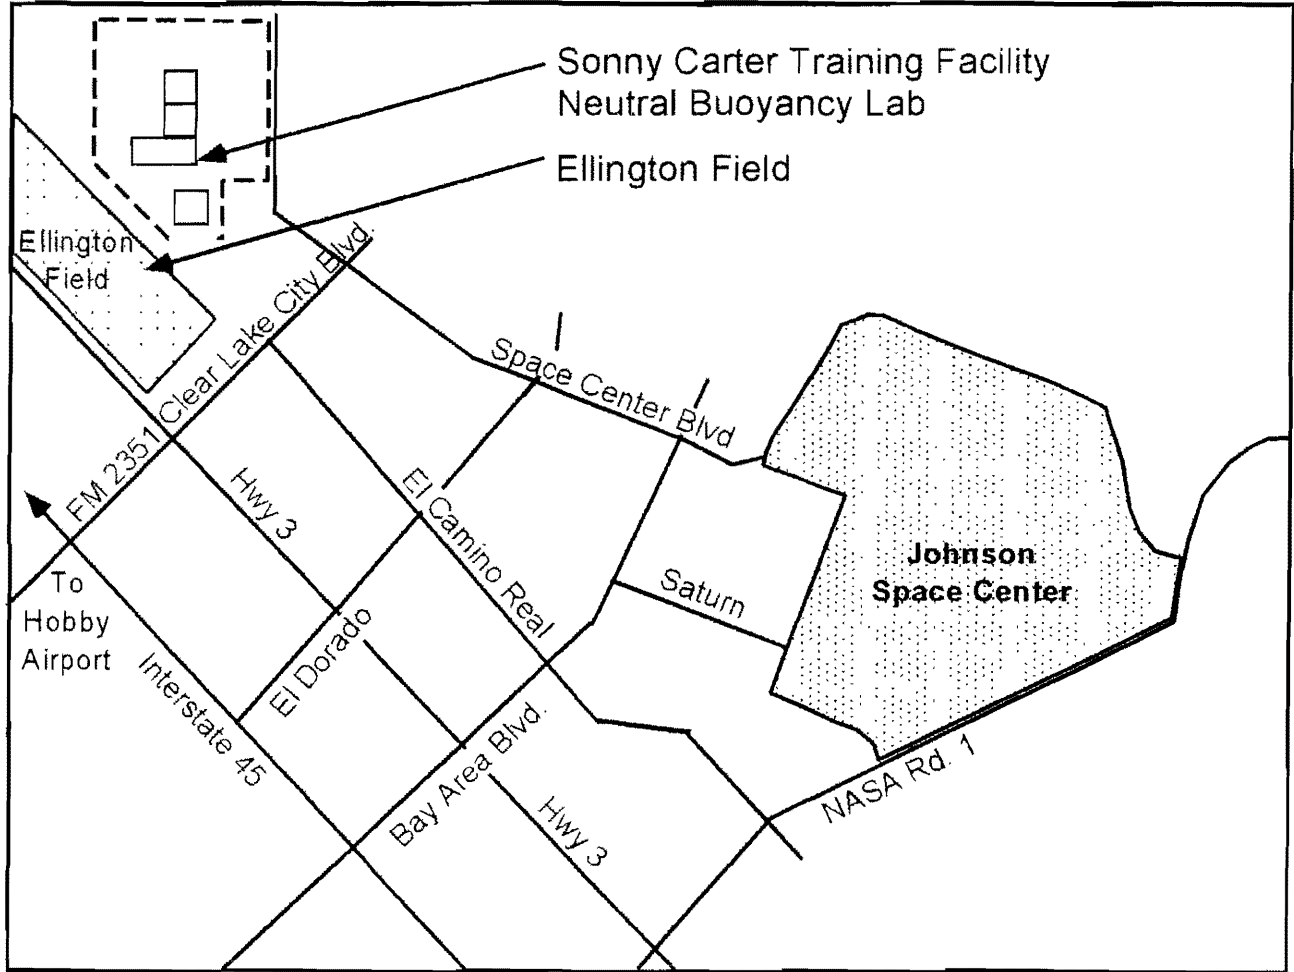 Sonny Carter Training Facility
Neutral Buoyancy Lab
Ellington Field
Ellington
Field
FM 2351 Clear Lake City Blvd.
Space Center Blvd
Hwy 3
El Camino Real
Saturn
Johnson
Space Center
To
Hobby
Airport
Interstate 45
El Dorado
Bay Area Blvd.
Hwy 3
NASA Rd. 1